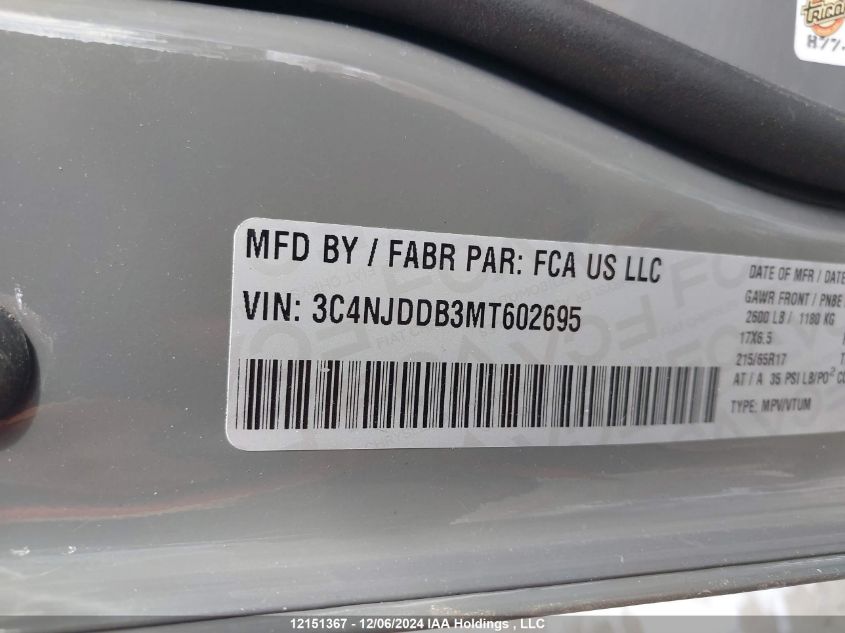 TRICO
877
MFD BY / FABR PAR: FCA US LLC
VIN: 3C4NJDDB3MT602695
DATE OF MFR / DATE
GAWR FRONT / PNBE
2600 LB / 1180 KG
17X6.5
215/65R17
AT / A 35 PSI LB/PO²
TYPE: MPV/VTUM
12151367 - 12/06/2024 IAA Holdings , LLC